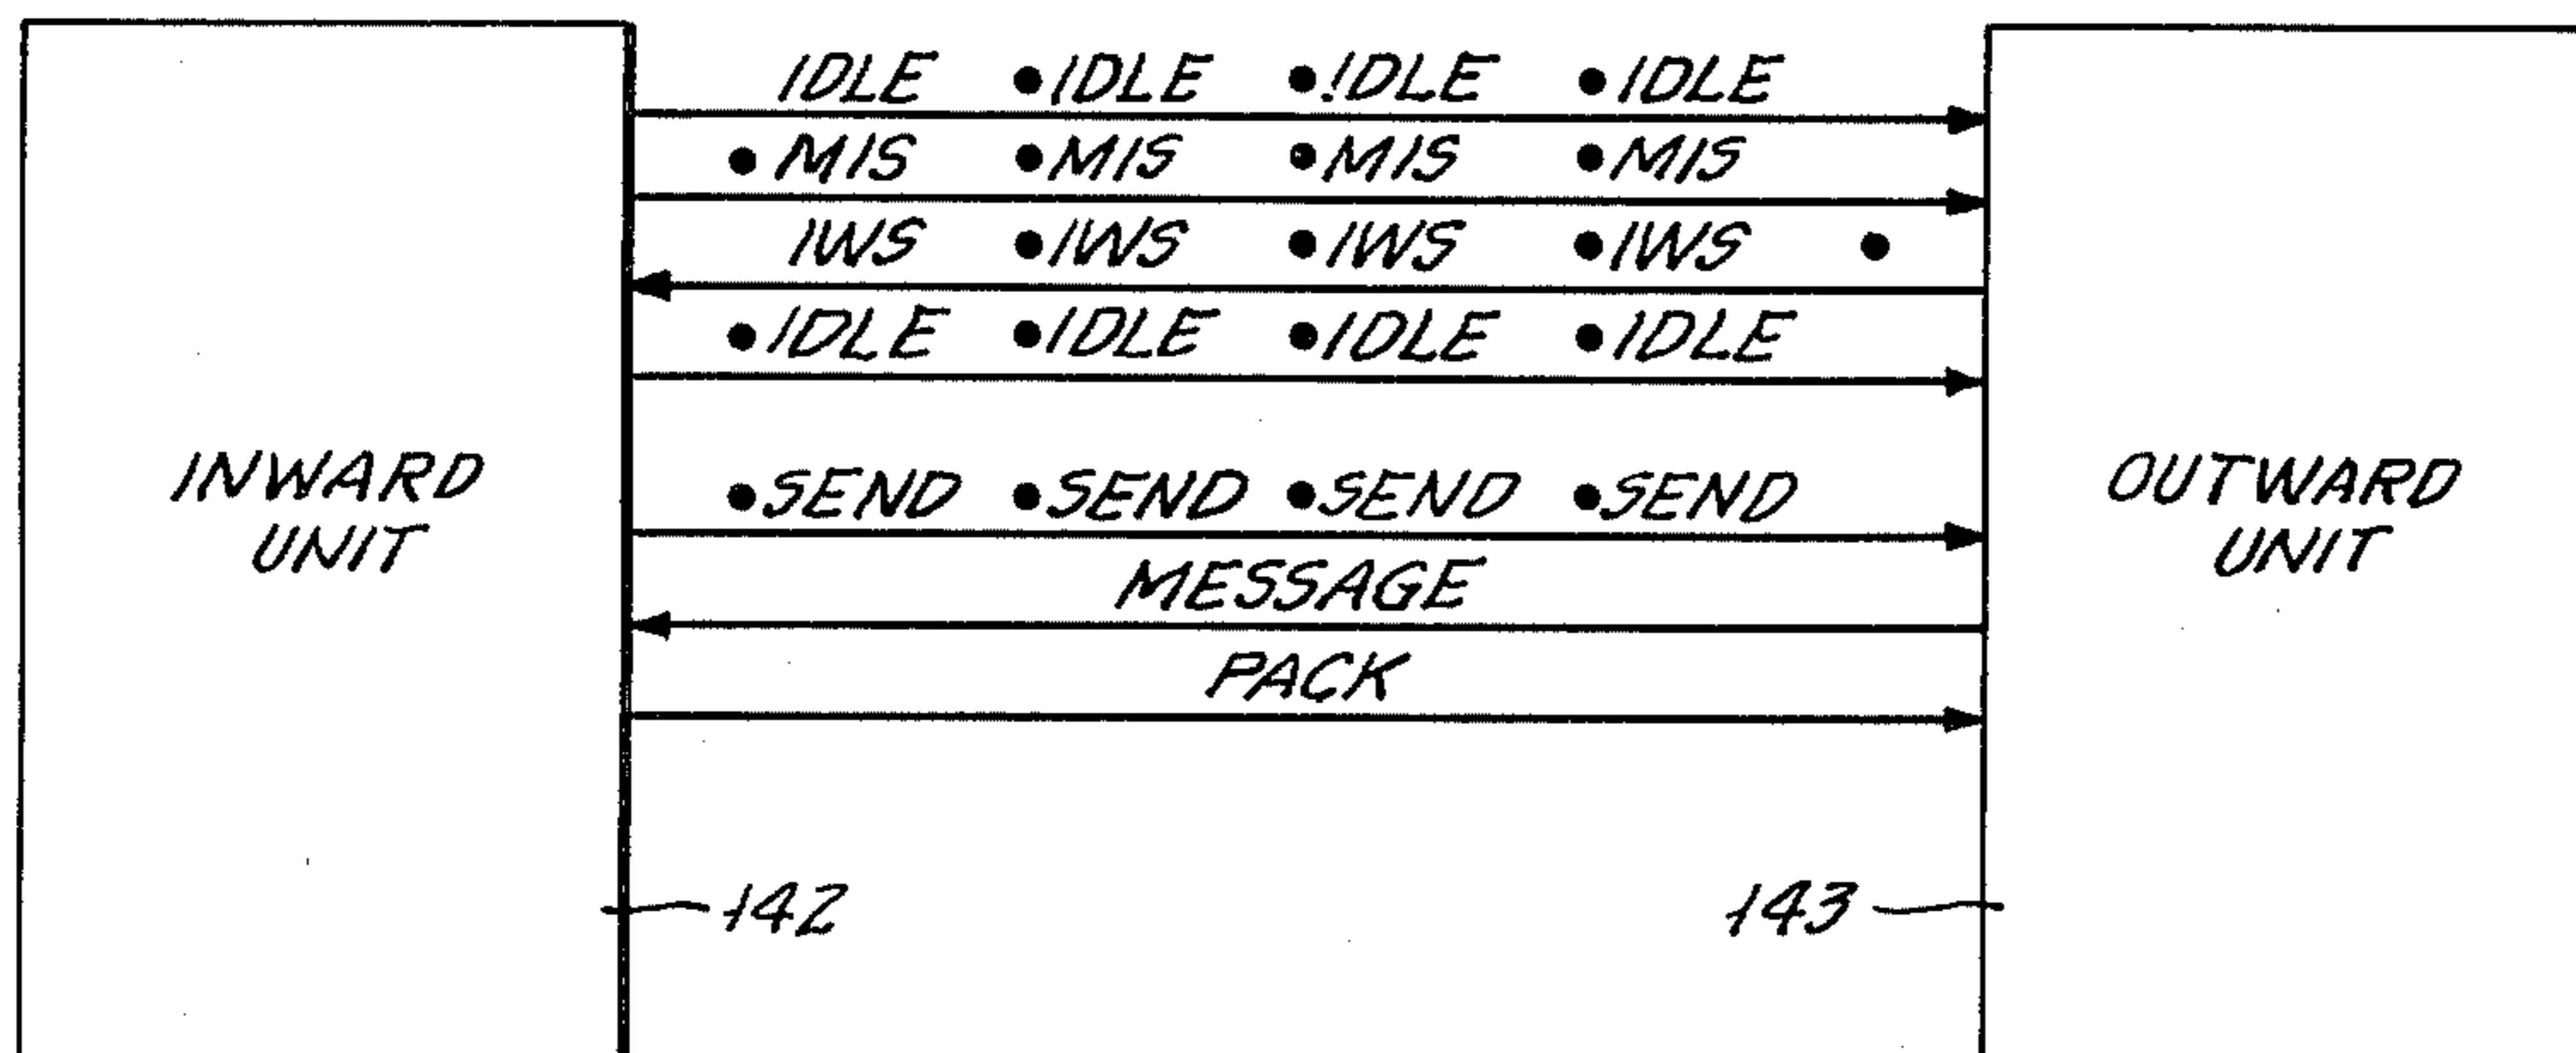 IDLE •IDLE •IDLE •IDLE
•MIS •MIS •MIS •MIS
IWS •IWS •IWS •IWS •
•IDLE •IDLE •IDLE •IDLE
INWARD
UNIT
•SEND •SEND •SEND •SEND
MESSAGE
PACK
OUTWARD
UNIT
142
143